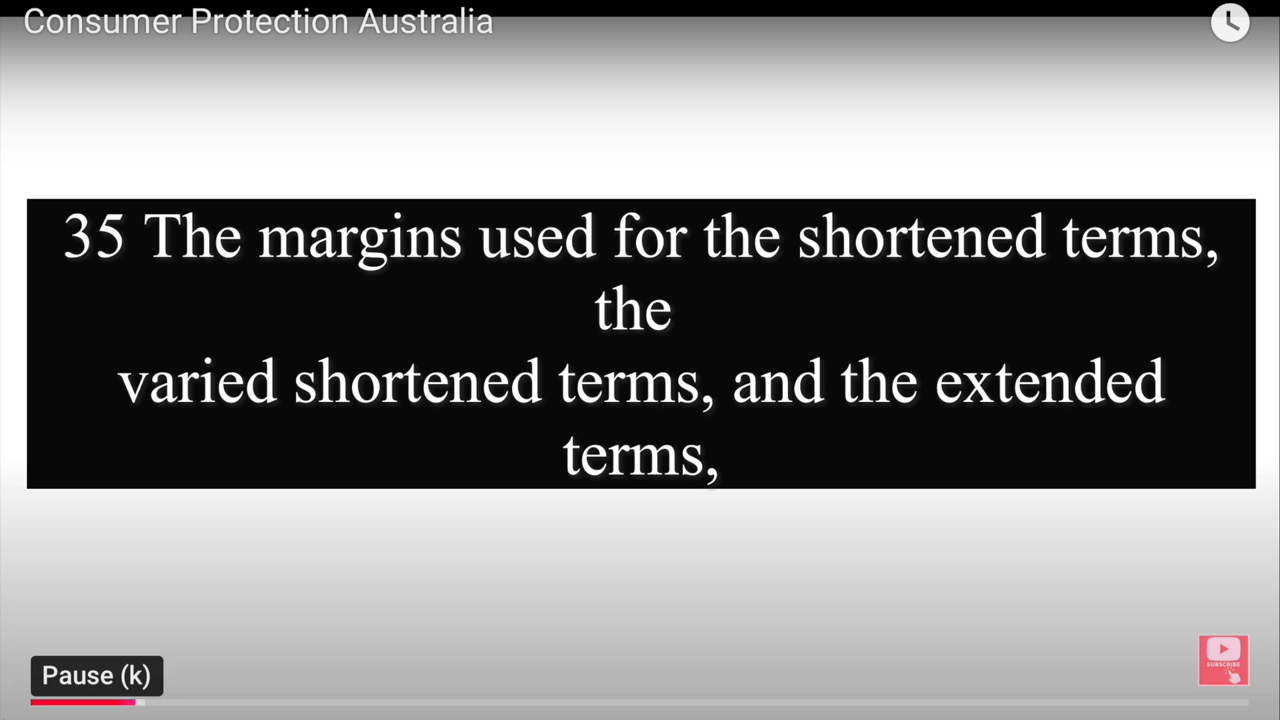 Consumer Protection Australia
35 The margins used for the shortened terms,
the
varied shortened terms, and the extended
terms,
SUBSCRIBE
Pause (k)